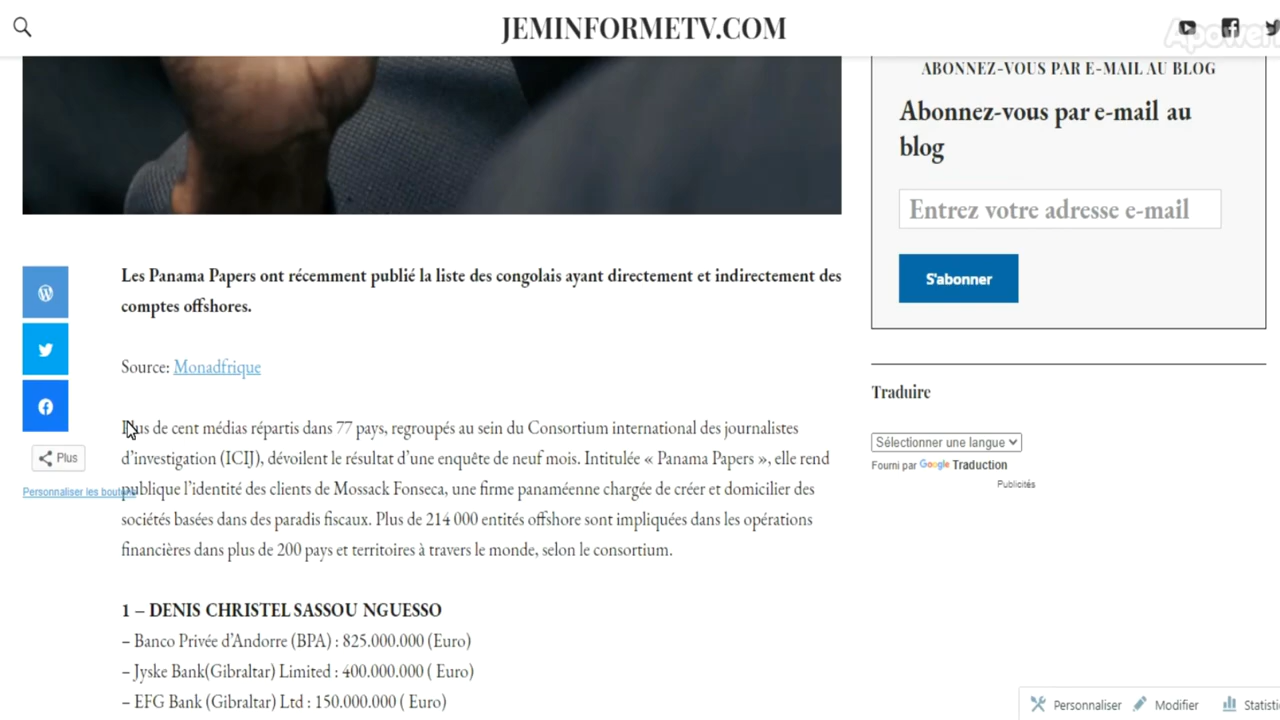 JEMINFORMETV.COM
ABONNEZ-VOUS PAR E-MAIL AU BLOG
Abonnez-vous par e-mail au
blog
Entrez votre adresse e-mail
S'abonner
Les Panama Papers ont récemment publié la liste des congolais ayant directement et indirectement des
comptes offshores.
Source: Monadfrique
Plus de cent médias répartis dans 77 pays, regroupés au sein du Consortium international des journalistes
d'investigation (ICIJ), dévoilent le résultat d'une enquête de neuf mois. Intitulée « Panama Papers », elle rend
publique l'identité des clients de Mossack Fonseca, une firme panaméenne chargée de créer et domicilier des
sociétés basées dans des paradis fiscaux. Plus de 214 000 entités offshore sont impliquées dans les opérations
financières dans plus de 200 pays et territoires à travers le monde, selon le consortium.
1 – DENIS CHRISTEL SASSOU NGUESSO
– Banco Privée d'Andorre (BPA) : 825.000.000 (Euro)
– Jyske Bank(Gibraltar) Limited : 400.000.000 ( Euro)
– EFG Bank (Gibraltar) Ltd : 150.000.000 ( Euro)
Plus
Personnaliser les
Traduire
Sélectionner une langue
Fourni par Google Traduction
Publicités
Personnaliser Modifier